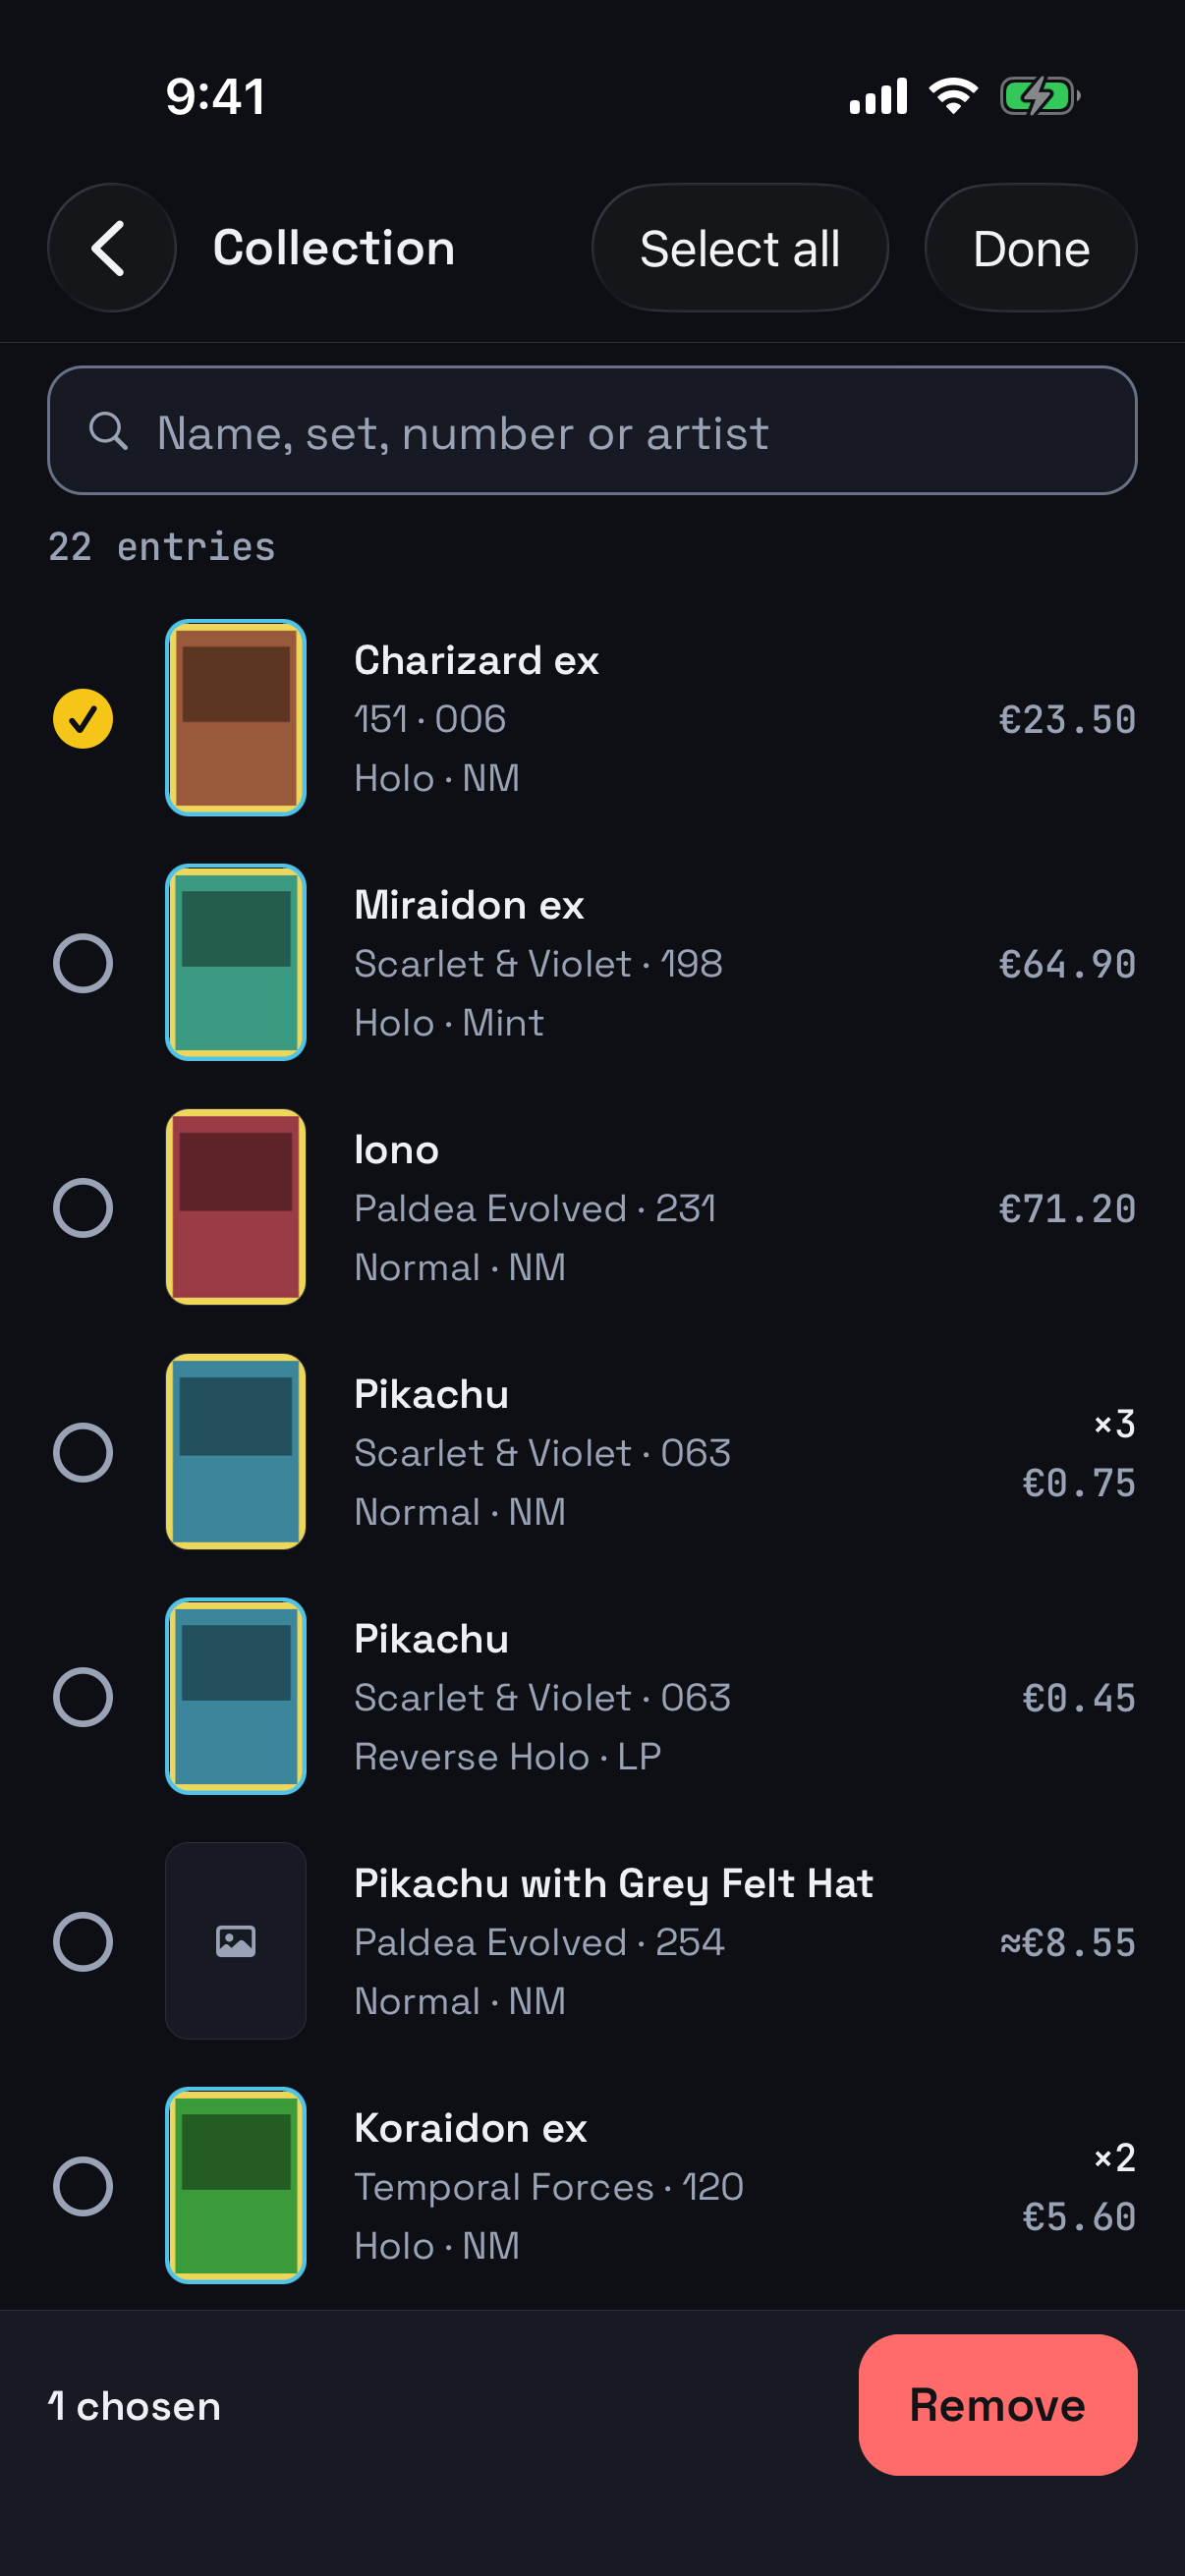 9:41
Collection
Select all
Done
Name, set, number or artist
22 entries
Charizard ex
151 · 006
€23.50
Holo · NM
Miraidon ex
Scarlet & Violet · 198
€64.90
Holo · Mint
Iono
Paldea Evolved · 231
€71.20
Normal · NM
Pikachu
×3
Scarlet & Violet · 063
€0.75
Normal · NM
Pikachu
Scarlet & Violet · 063
€0.45
Reverse Holo · LP
Pikachu with Grey Felt Hat
Paldea Evolved · 254
≈€8.55
Normal · NM
Koraidon ex
×2
Temporal Forces · 120
€5.60
Holo · NM
1 chosen
Remove